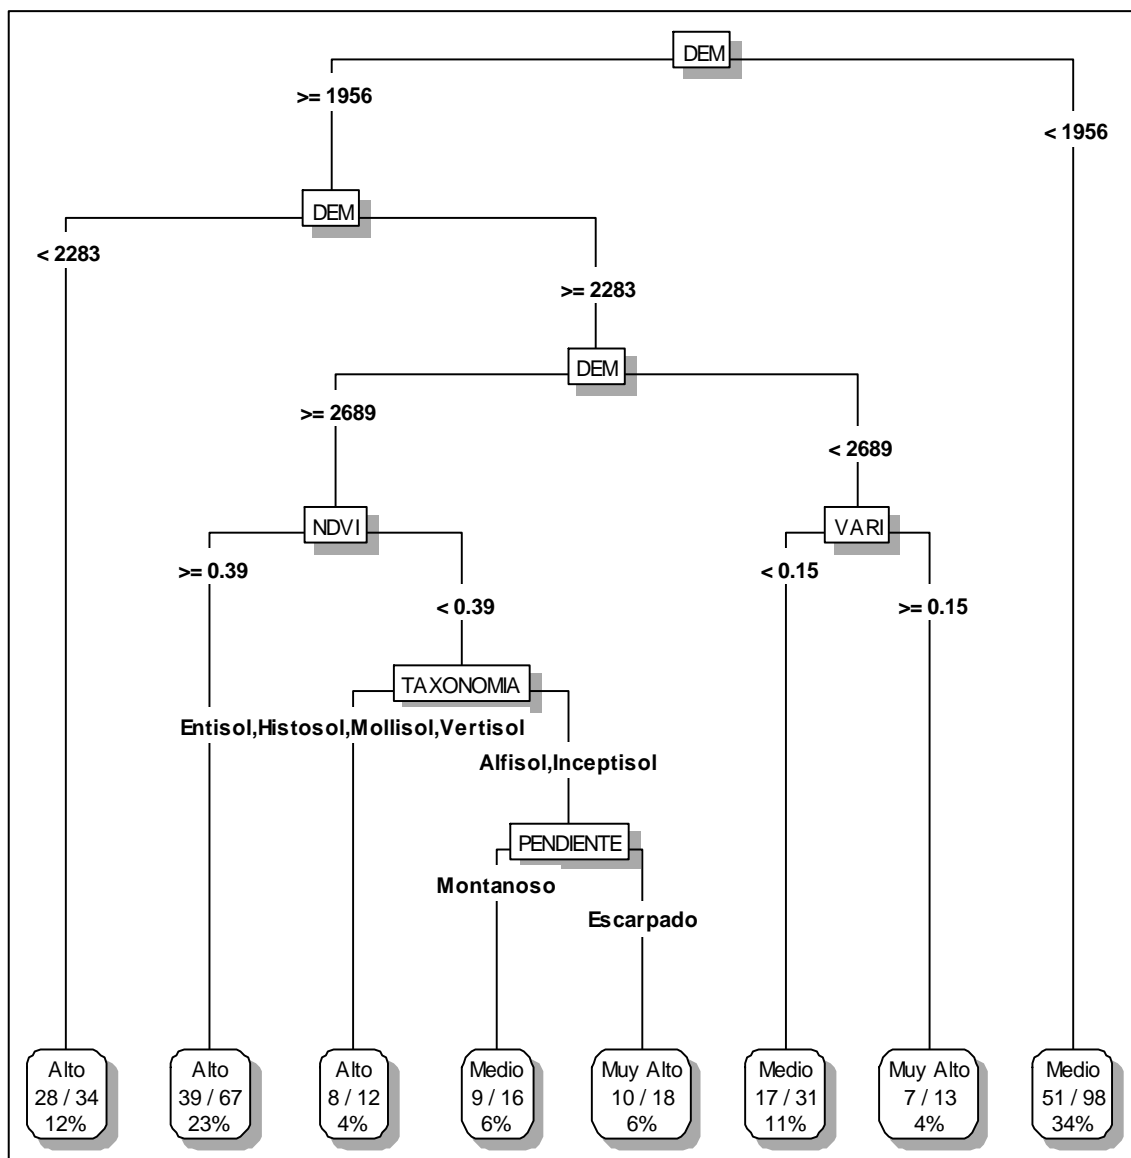 DEM
>= 1956
< 1956
DEM
< 2283
>= 2283
DEM
>= 2689
< 2689
NDVI
VARI
>= 0.39
< 0.15
< 0.39
>= 0.15
TAXONOMIA
Entisol,Histosol,Mollisol,Vertisol
Alfisol,Inceptisol
PENDIENTE
Montanoso
Escarpado
Alto
28 / 34
12%
Alto
39 / 67
23%
Alto
8 / 12
4%
Medio
9 / 16
6%
Muy Alto
10 / 18
6%
Medio
17 / 31
11%
Muy Alto
7 / 13
4%
Medio
51 / 98
34%